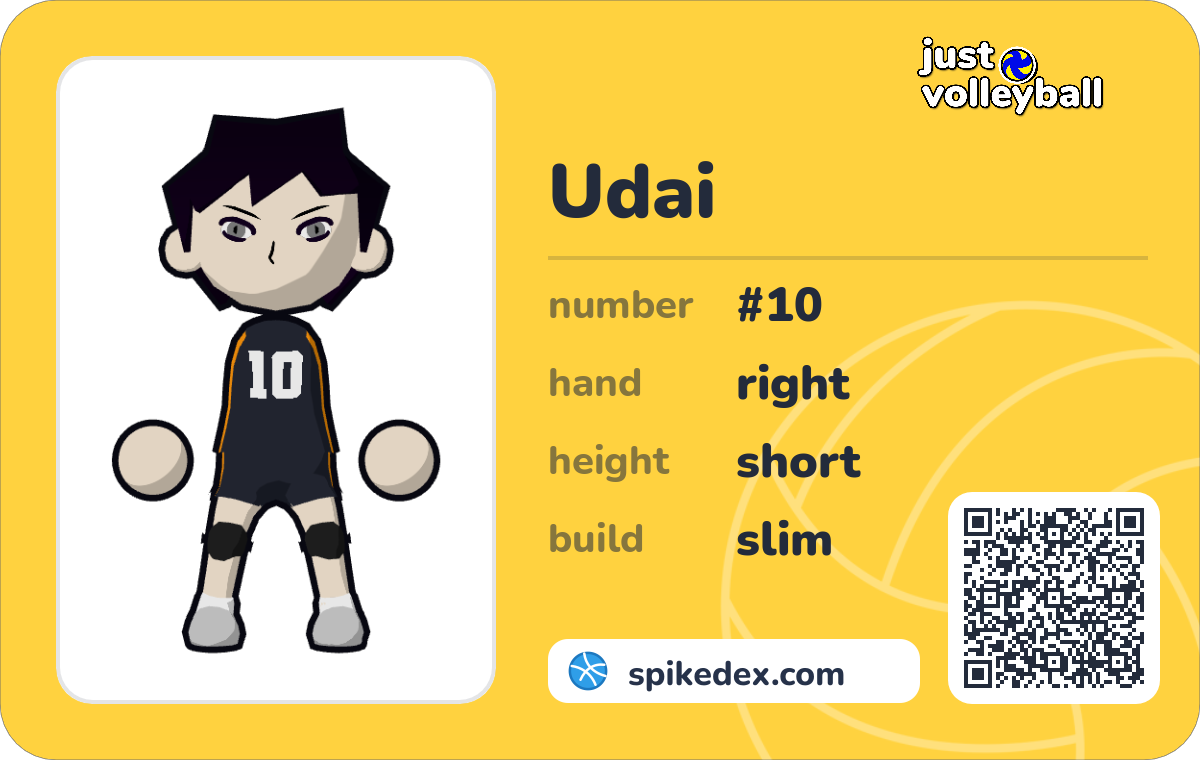 just
volleyball
Udai
number #10
hand right
height short
build slim
10
spikedex.com